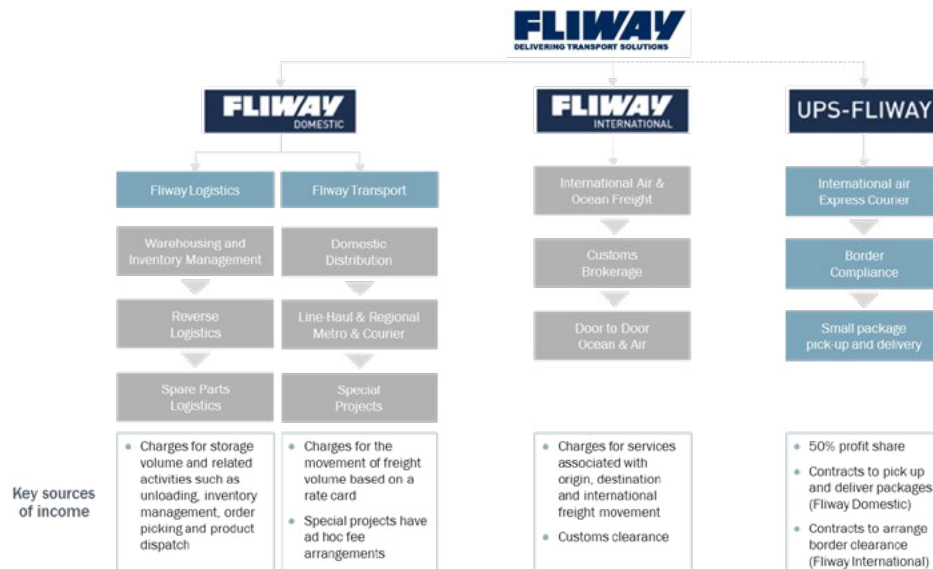 FLIWAY
DELIVERING TRANSPORT SOLUTIONS
FLIWAY
DOMESTIC
FLIWAY
INTERNATIONAL
UPS-FLIWAY
Fliway Logistics
Fliway Transport
International Air &
Ocean Freight
International air
Express Courier
Warehousing and
Inventory Management
Domestic
Distribution
Customs
Brokerage
Border
Compliance
Reverse
Logistics
Line-Haul & Regional
Metro & Courier
Door to Door
Ocean & Air
Small package
pick-up and delivery
Spare Parts
Logistics
Special
Projects
Key sources
of income
• Charges for storage
volume and related
activities such as
unloading, inventory
management, order
picking and product
dispatch
• Charges for the
movement of freight
volume based on a
rate card
• Special projects have
ad hoc fee
arrangements
• Charges for services
associated with
origin, destination
and international
freight movement
• Customs clearance
• 50% profit share
• Contracts to pick up
and deliver packages
(Fliway Domestic)
• Contracts to arrange
border clearance
(Fliway International)